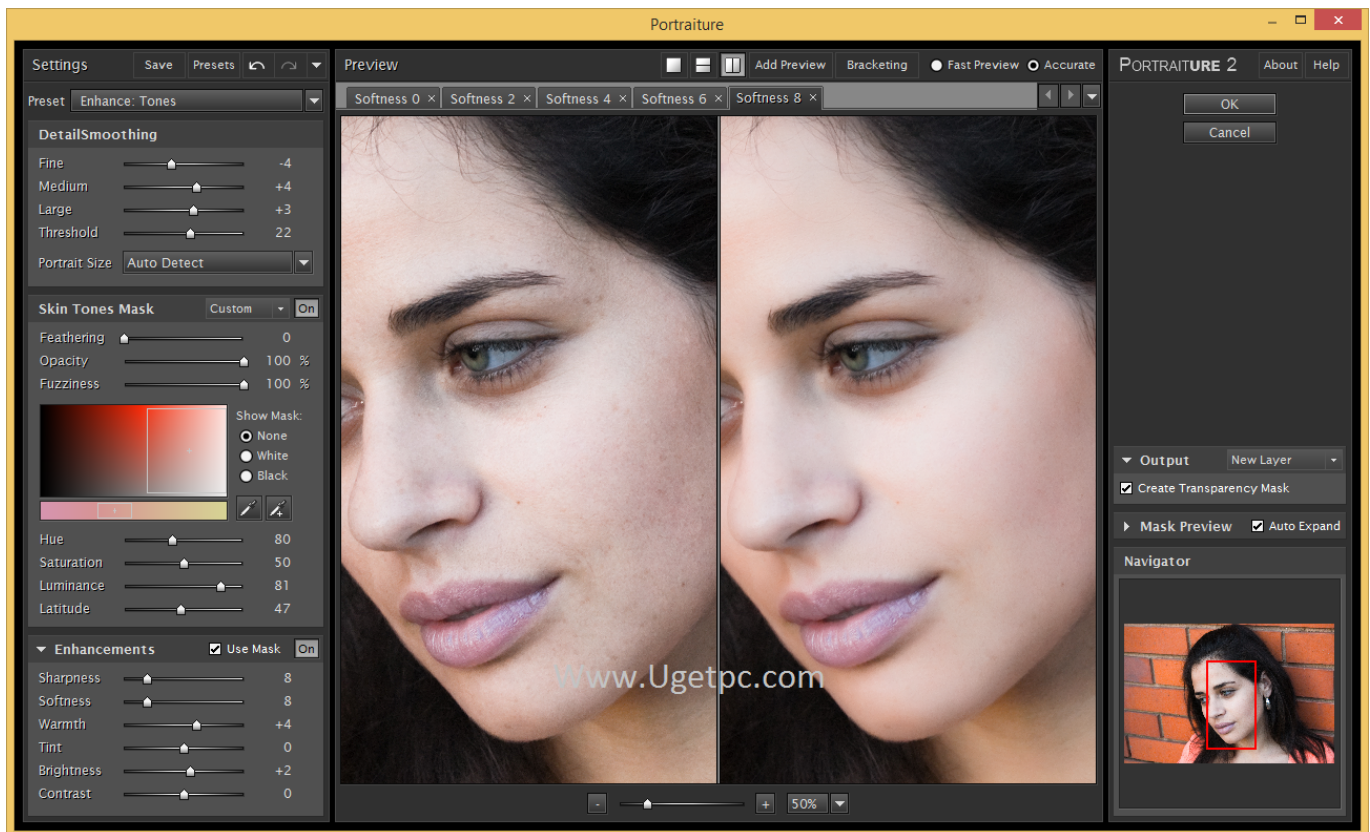 Portraiture
Settings Save Presets
Preset Enhance: Tones
DetailSmoothing
Fine -4
Medium +4
Large +3
Threshold 22
Portrait Size Auto Detect
Skin Tones Mask Custom On
Feathering 0
Opacity 100 %
Fuzziness 100 %
Show Mask:
None
White
Black
Hue 80
Saturation 50
Luminance 81
Latitude 47
Enhancements Use Mask On
Sharpness 8
Softness 8
Warmth +4
Tint 0
Brightness +2
Contrast 0
Preview Add Preview Bracketing Fast Preview Accurate
Softness 0 × Softness 2 × Softness 4 × Softness 6 × Softness 8 ×
Www.Ugetpc.com
- + 50%
PORTRAITURE 2 About Help
OK
Cancel
Output New Layer
Create Transparency Mask
Mask Preview Auto Expand
Navigator